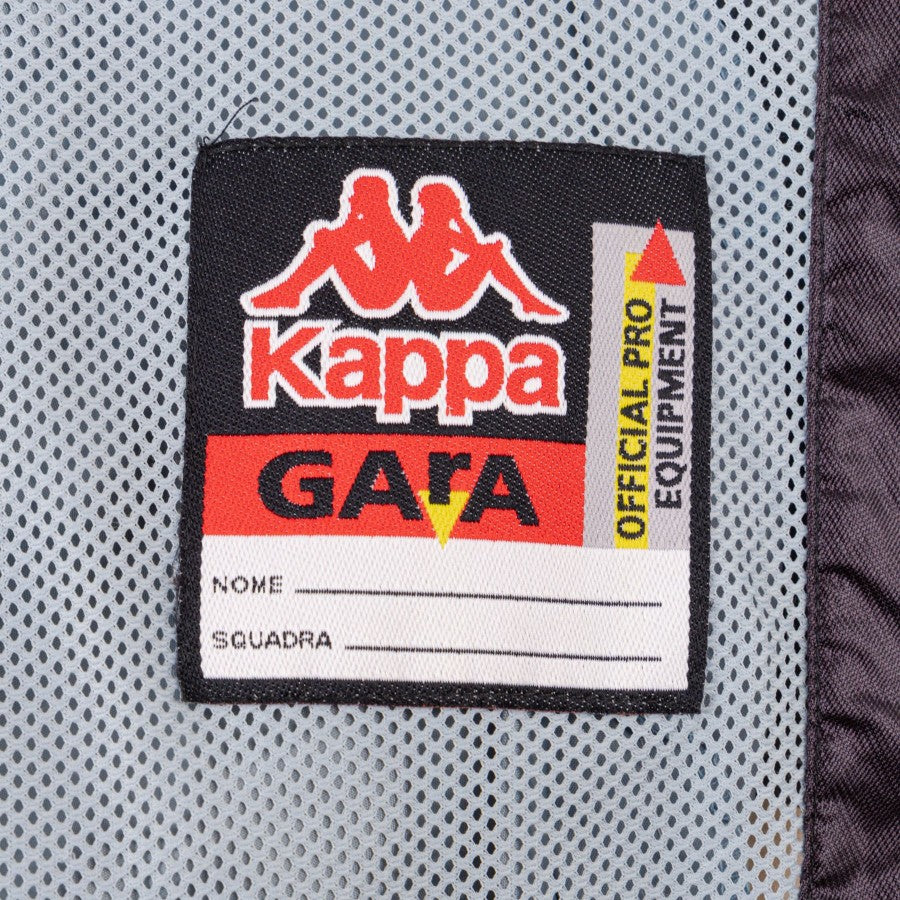 Kappa
GArA
OFFICIAL PRO
EQUIPMENT
NOME
SQUADRA